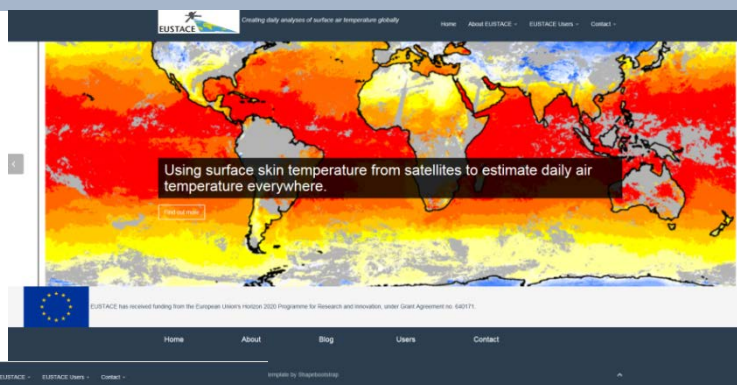 EUSTACE
Creating daily analyses of surface air temperature globally
Home About EUSTACE EUSTACE Users Contact
Using surface skin temperature from satellites to estimate daily air
temperature everywhere.
Find out more
EUSTACE has received funding from the European Union's Horizon 2020 Programme for Research and Innovation, under Grant Agreement no. 640171.
Home About Blog Users Contact
EUSTACE EUSTACE Users Contact
emplate by Shapebootstrap